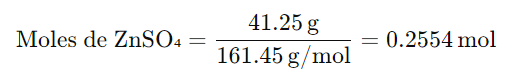 Moles de ZnSO₄ = 41.25 g / 161.45 g/mol = 0.2554 mol